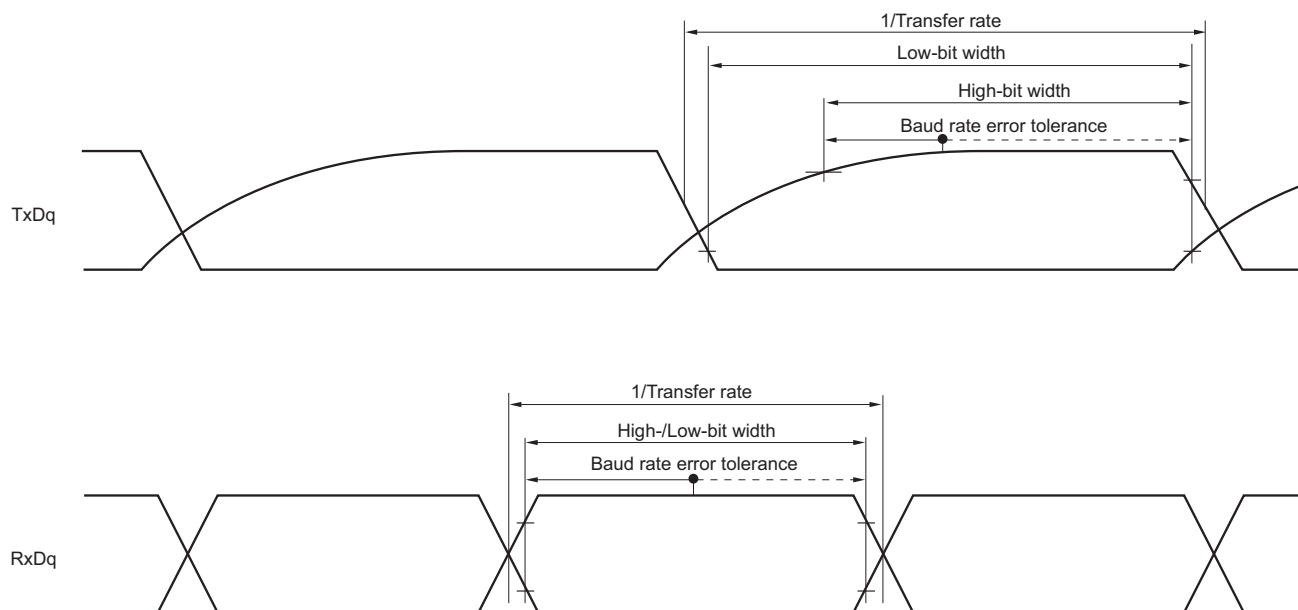 1/Transfer rate
Low-bit width
High-bit width
Baud rate error tolerance
TxDq
1/Transfer rate
High-/Low-bit width
Baud rate error tolerance
RxDq